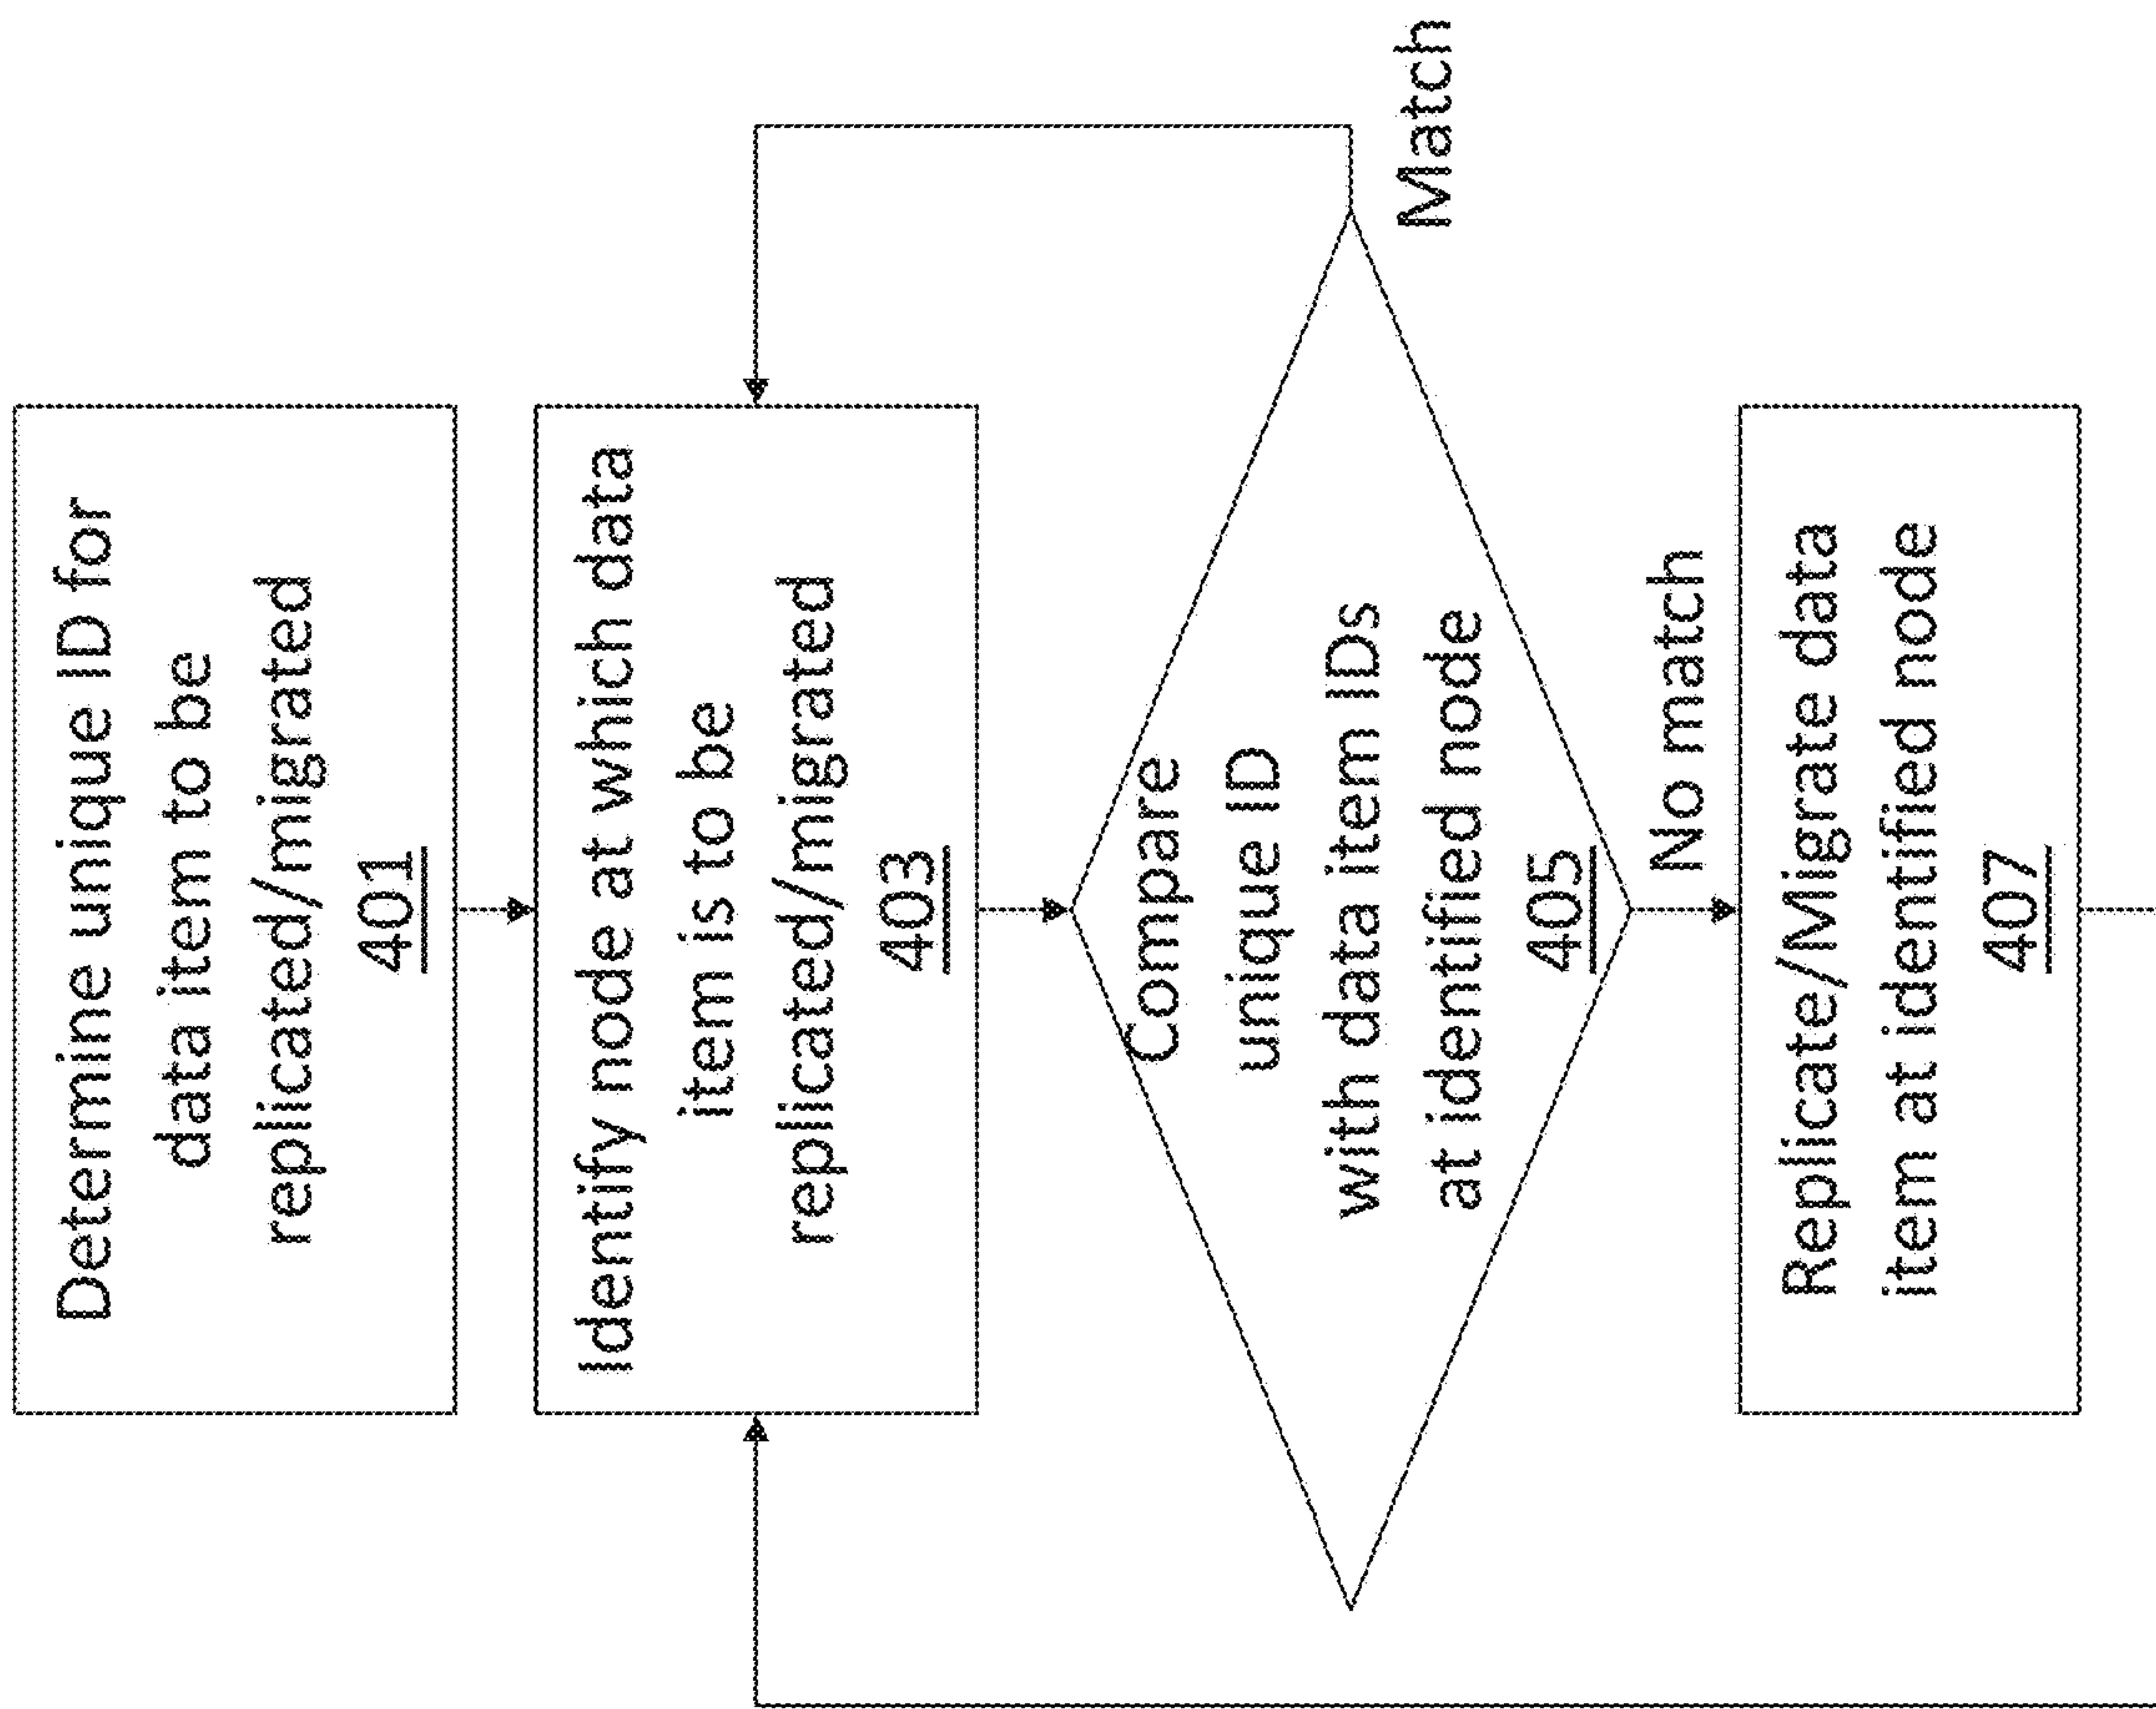 Determine unique ID for
data item to be
replicated/migrated
401
Identify node at which data
item is to be
replicated/migrated
403
Compare
unique ID
with data item IDs
at identified node
405
Match
No match
Replicate/Migrate data
item at identified node
407